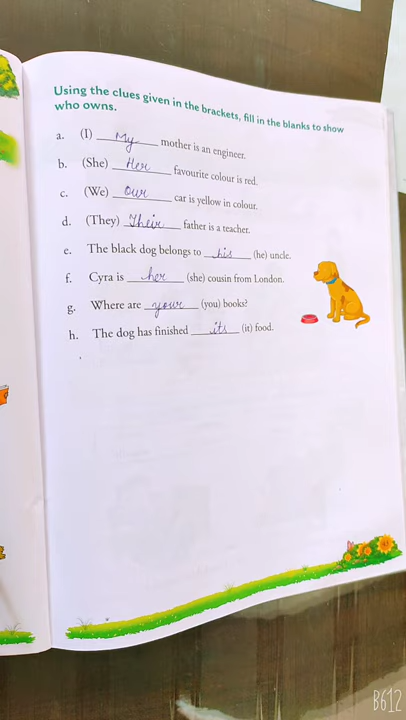 Using the clues given in the brackets, fill in the blanks to show
who owns.
a. (I) My mother is an engineer.
b. (She) Her favourite colour is red.
c. (We) Our car is yellow in colour.
d. (They) Their father is a teacher.
e. The black dog belongs to his (he) uncle.
f. Cyra is her (she) cousin from London.
g. Where are your (you) books?
h. The dog has finished its (it) food.
B612